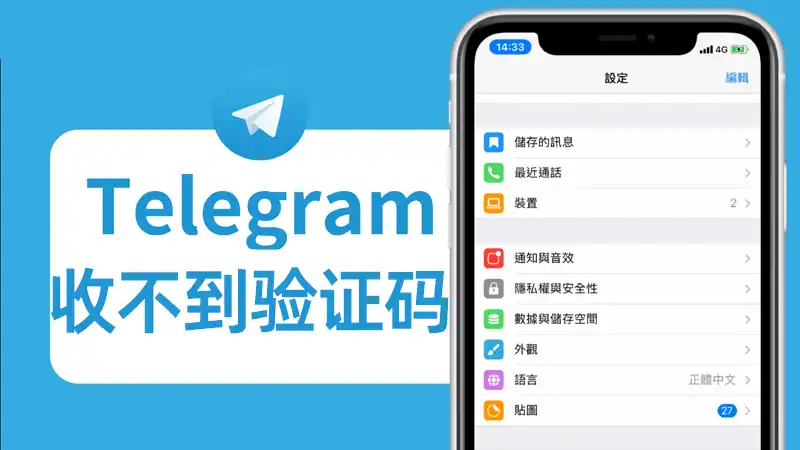 Telegram
收不到验证码
14:33
4G
設定
編輯
儲存的訊息
最近通話
裝置 2
通知與音效
隱私權與安全性
數據與儲存空間
外觀
語言 正體中文
貼圖 27